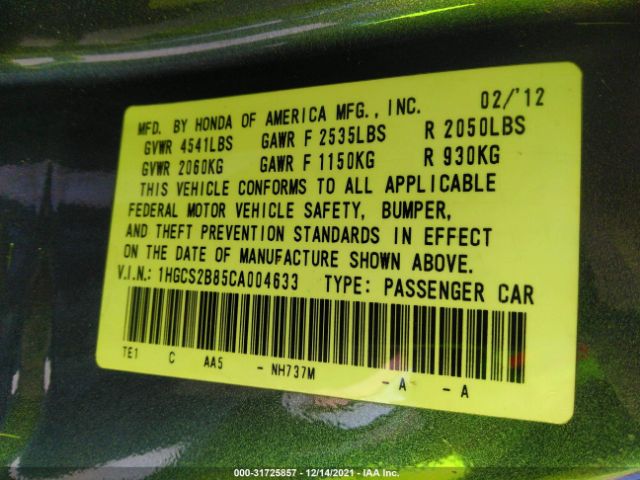 MFD. BY HONDA OF AMERICA MFG., INC. 02/'12
GVWR 4541LBS GAWR F 2535LBS R 2050LBS
GVWR 2060KG GAWR F 1150KG R 930KG
THIS VEHICLE CONFORMS TO ALL APPLICABLE
FEDERAL MOTOR VEHICLE SAFETY, BUMPER,
AND THEFT PREVENTION STANDARDS IN EFFECT
ON THE DATE OF MANUFACTURE SHOWN ABOVE.
V.I.N.: 1HGCS2B85CA004633 TYPE: PASSENGER CAR
TE1 C AA5 - NH737M -A -A
000-31725857 - 12/14/2021 - IAA Inc.